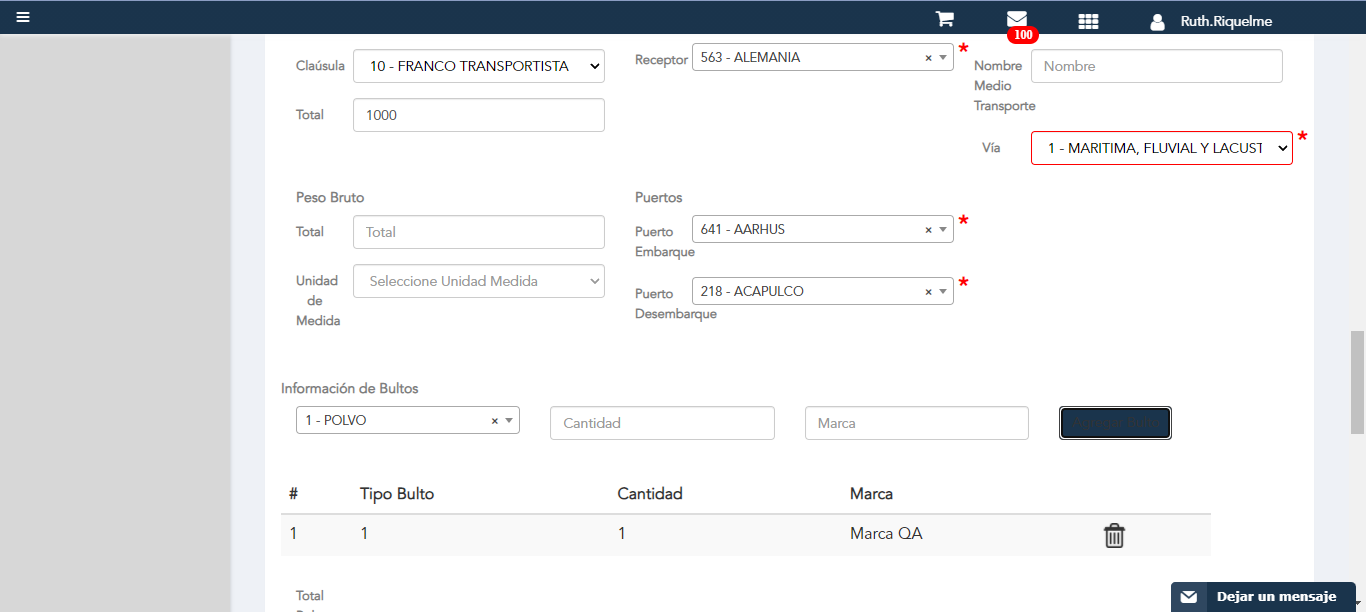 Ruth.Riquelme
100
Claúsula
10 - FRANCO TRANSPORTISTA
Receptor
563 - ALEMANIA
×
*
Nombre
Medio
Transporte
Nombre
Total
1000
Vía
1 - MARITIMA, FLUVIAL Y LACUST
*
Peso Bruto
Puertos
Total
Total
Puerto
Embarque
641 - AARHUS
×
*
Unidad
de
Medida
Seleccione Unidad Medida
Puerto
Desembarque
218 - ACAPULCO
×
*
Información de Bultos
1 - POLVO
×
Cantidad
Marca
# Tipo Bulto Cantidad Marca
1 1 1 Marca QA
Total
Dejar un mensaje